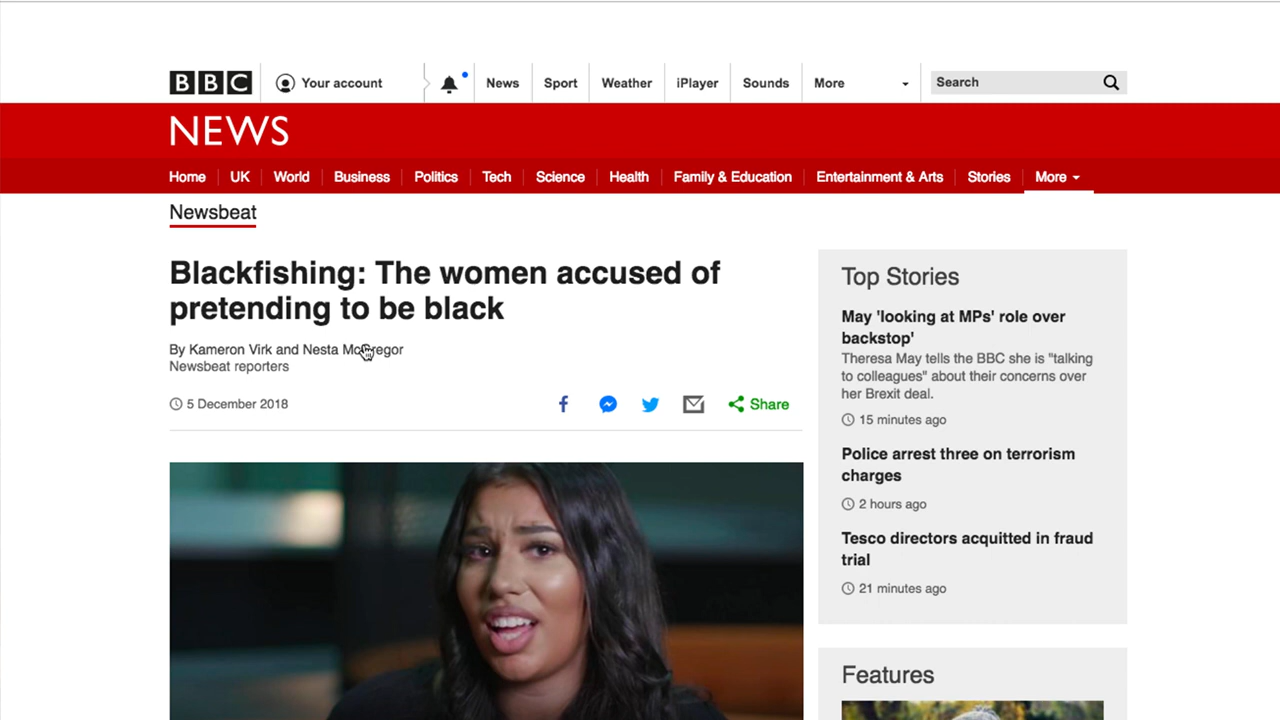 BBC
Your account
News
Sport
Weather
iPlayer
Sounds
More
Search
NEWS
Home
UK
World
Business
Politics
Tech
Science
Health
Family & Education
Entertainment & Arts
Stories
More
Newsbeat
Blackfishing: The women accused of
pretending to be black
By Kameron Virk and Nesta McGregor
Newsbeat reporters
5 December 2018
Share
Top Stories
May 'looking at MPs' role over
backstop'
Theresa May tells the BBC she is "talking
to colleagues" about their concerns over
her Brexit deal.
15 minutes ago
Police arrest three on terrorism
charges
2 hours ago
Tesco directors acquitted in fraud
trial
21 minutes ago
Features